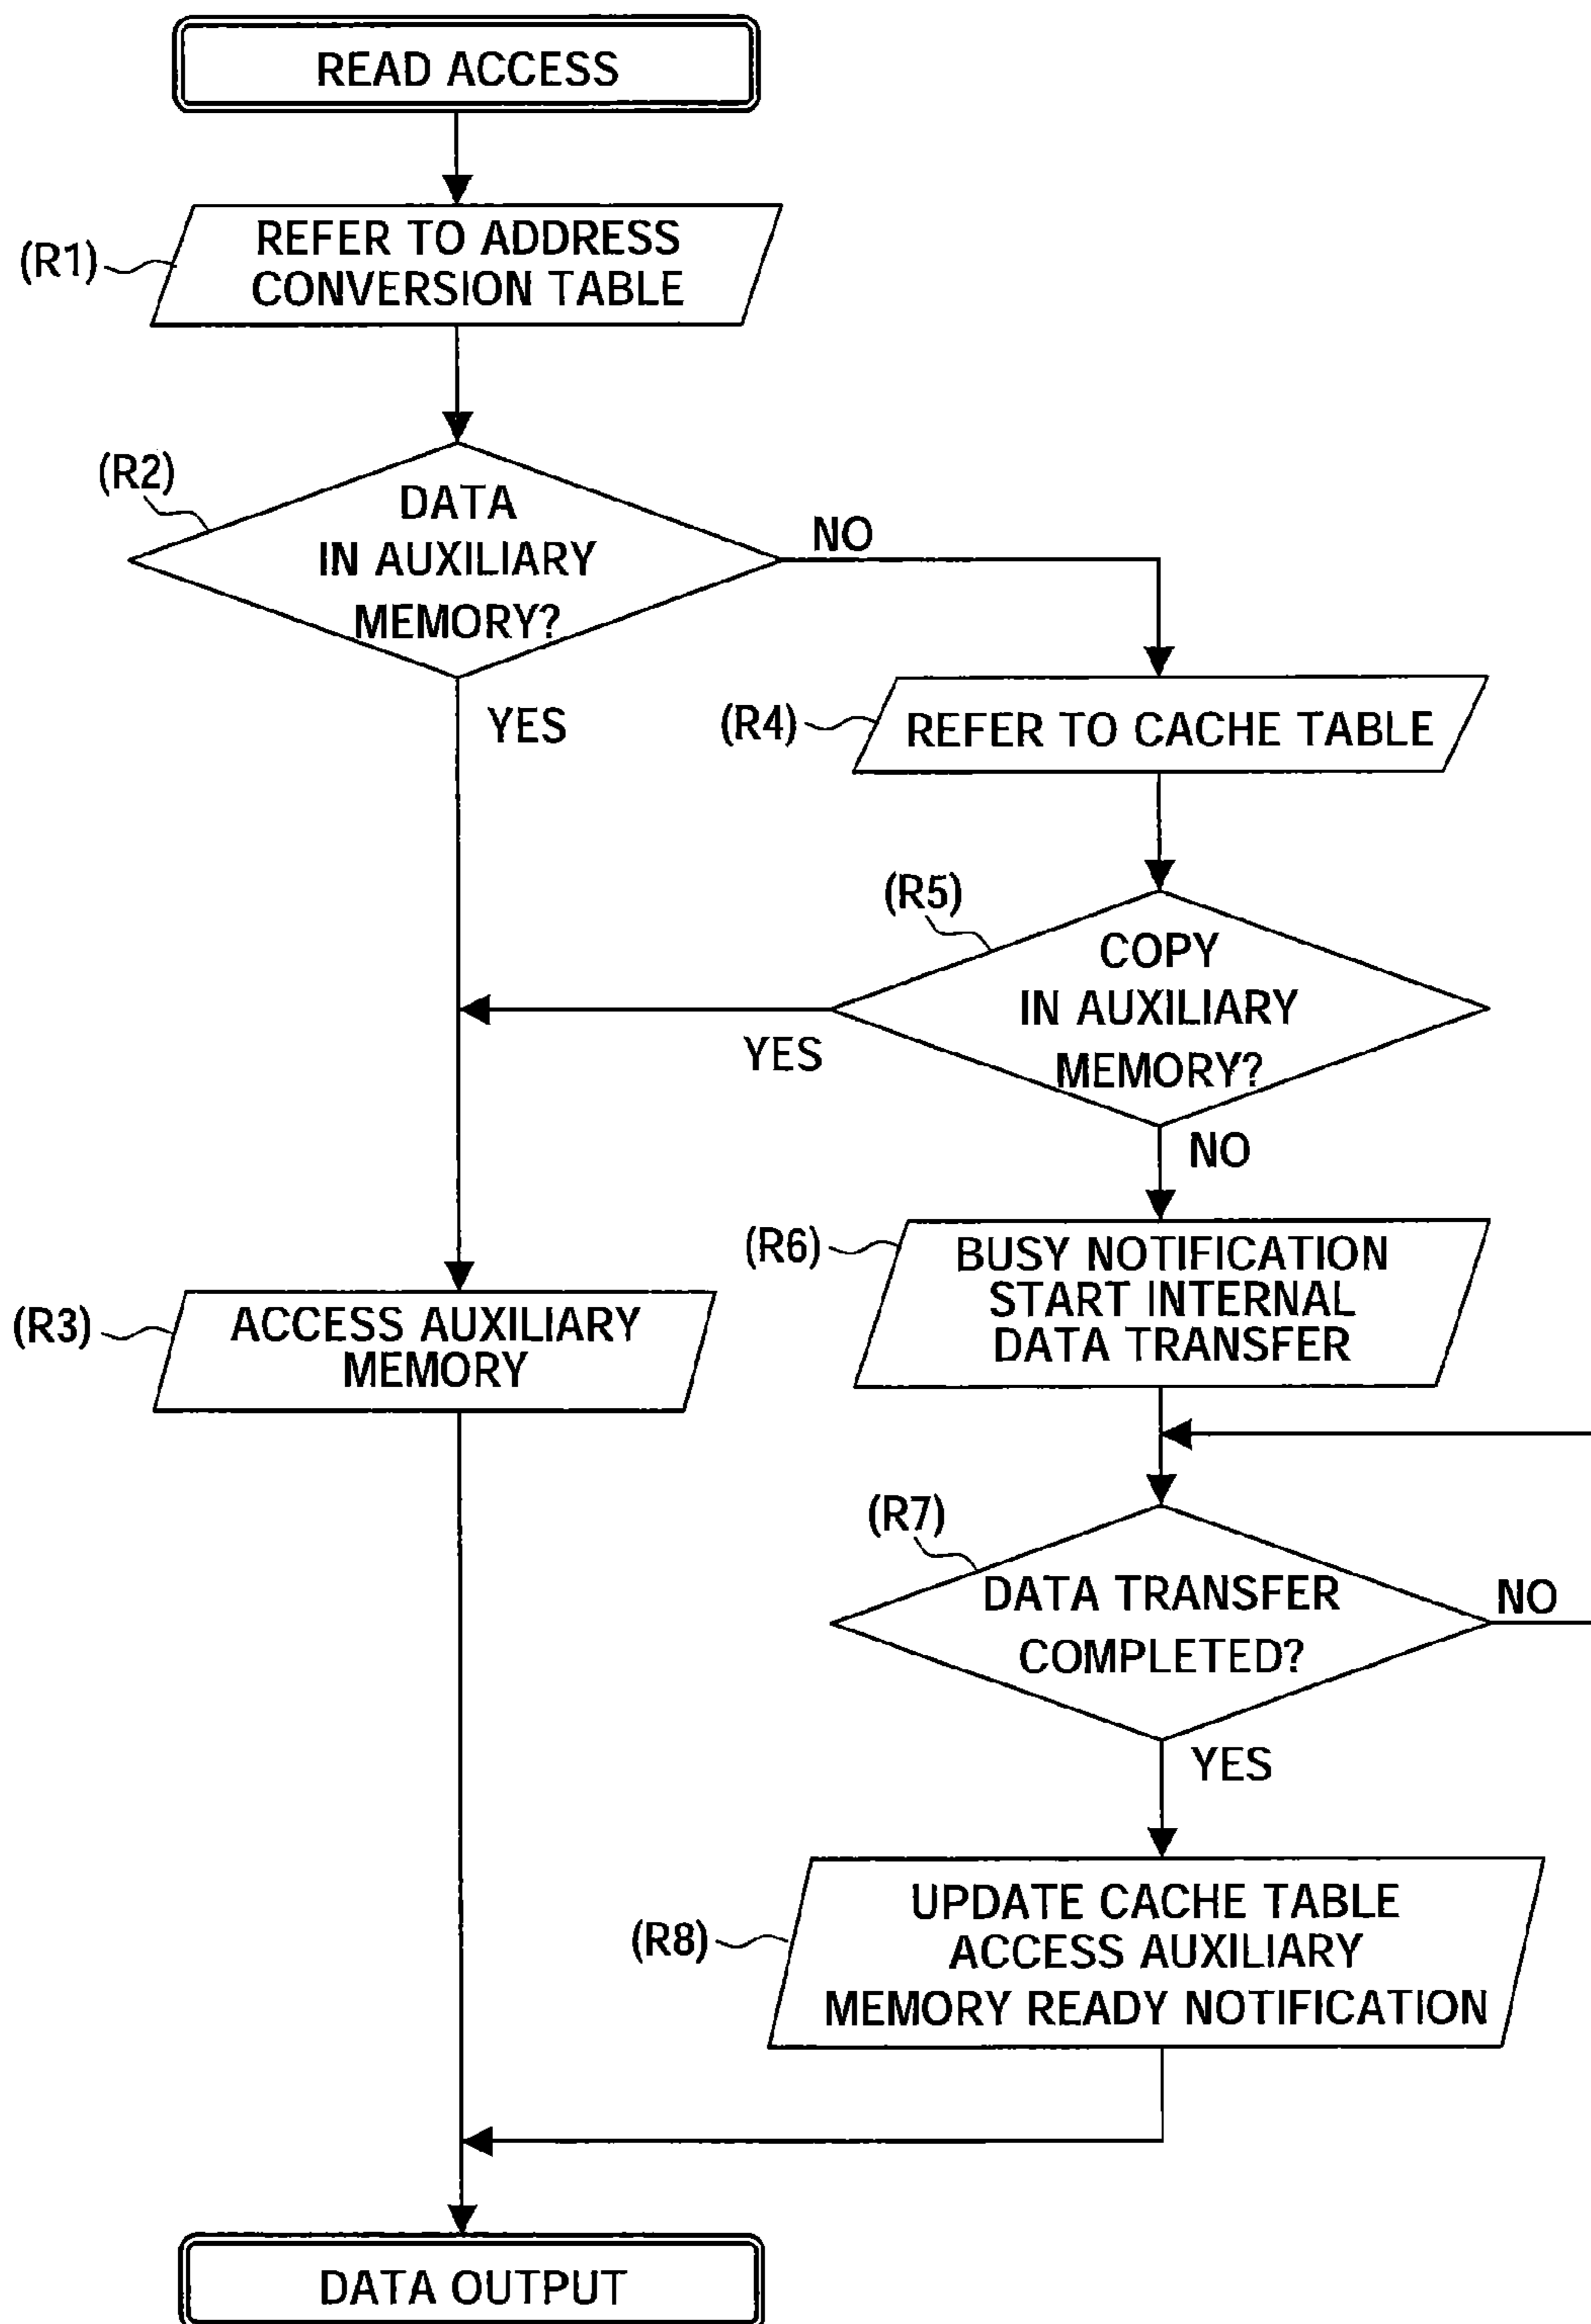 READ ACCESS
(R1)
REFER TO ADDRESS
CONVERSION TABLE
(R2)
DATA
IN AUXILIARY
MEMORY?
NO
YES
(R4)
REFER TO CACHE TABLE
(R5)
COPY
IN AUXILIARY
MEMORY?
YES
NO
(R3)
ACCESS AUXILIARY
MEMORY
(R6)
BUSY NOTIFICATION
START INTERNAL
DATA TRANSFER
(R7)
DATA TRANSFER
COMPLETED?
NO
YES
(R8)
UPDATE CACHE TABLE
ACCESS AUXILIARY
MEMORY READY NOTIFICATION
DATA OUTPUT